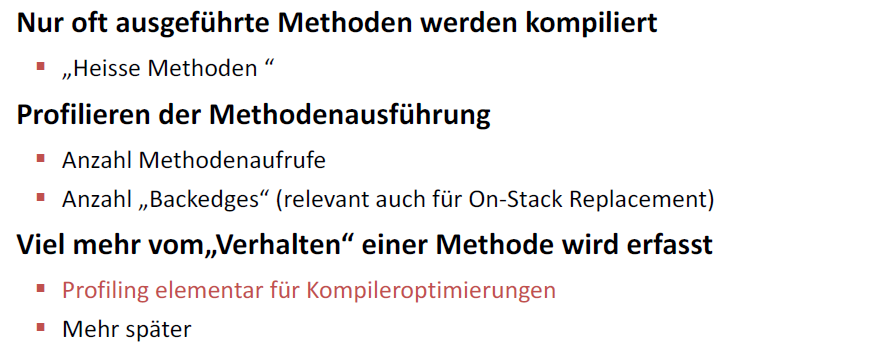 Nur oft ausgeführte Methoden werden kompiliert
▪ „Heisse Methoden “
Profilieren der Methodenausführung
▪ Anzahl Methodenaufrufe
▪ Anzahl „Backedges“ (relevant auch für On-Stack Replacement)
Viel mehr vom„Verhalten“ einer Methode wird erfasst
▪ Profiling elementar für Kompileroptimierungen
▪ Mehr später